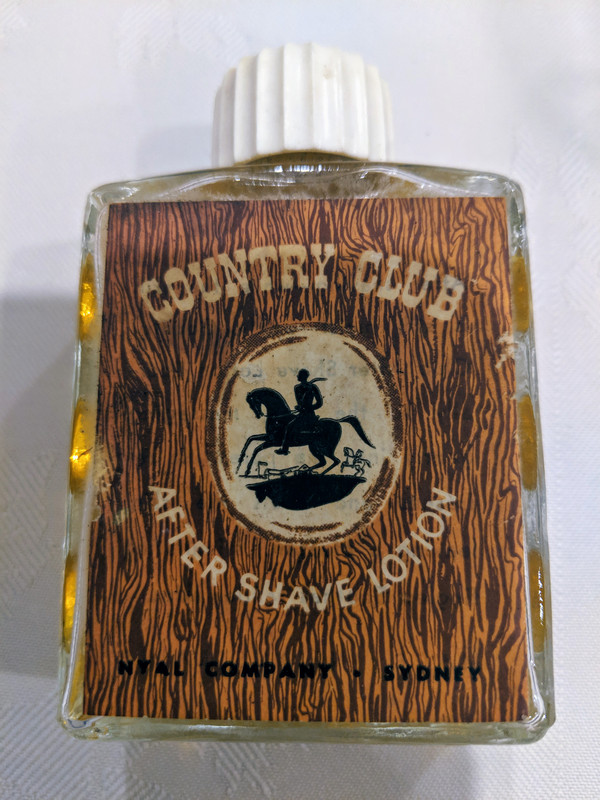 COUNTRY CLUB
AFTER SHAVE LOTION
NYAL COMPANY · SYDNEY